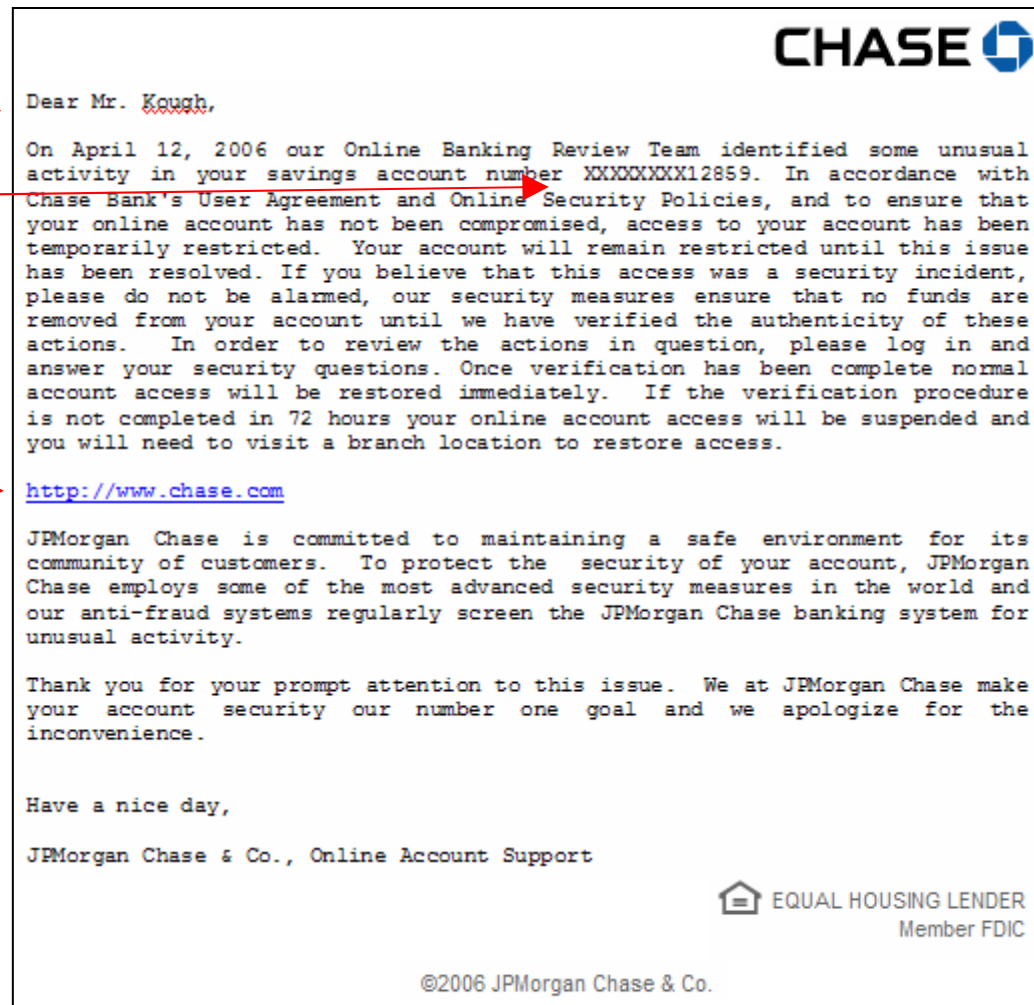 CHASE
Dear Mr. Kough,
On April 12, 2006 our Online Banking Review Team identified some unusual
activity in your savings account number XXXXXXXX12859. In accordance with
Chase Bank's User Agreement and Online Security Policies, and to ensure that
your online account has not been compromised, access to your account has been
temporarily restricted. Your account will remain restricted until this issue
has been resolved. If you believe that this access was a security incident,
please do not be alarmed, our security measures ensure that no funds are
removed from your account until we have verified the authenticity of these
actions. In order to review the actions in question, please log in and
answer your security questions. Once verification has been complete normal
account access will be restored immediately. If the verification procedure
is not completed in 72 hours your online account access will be suspended and
you will need to visit a branch location to restore access.
http://www.chase.com
JPMorgan Chase is committed to maintaining a safe environment for its
community of customers. To protect the security of your account, JPMorgan
Chase employs some of the most advanced security measures in the world and
our anti-fraud systems regularly screen the JPMorgan Chase banking system for
unusual activity.
Thank you for your prompt attention to this issue. We at JPMorgan Chase make
your account security our number one goal and we apologize for the
inconvenience.
Have a nice day,
JPMorgan Chase & Co., Online Account Support
EQUAL HOUSING LENDER
Member FDIC
©2006 JPMorgan Chase & Co.